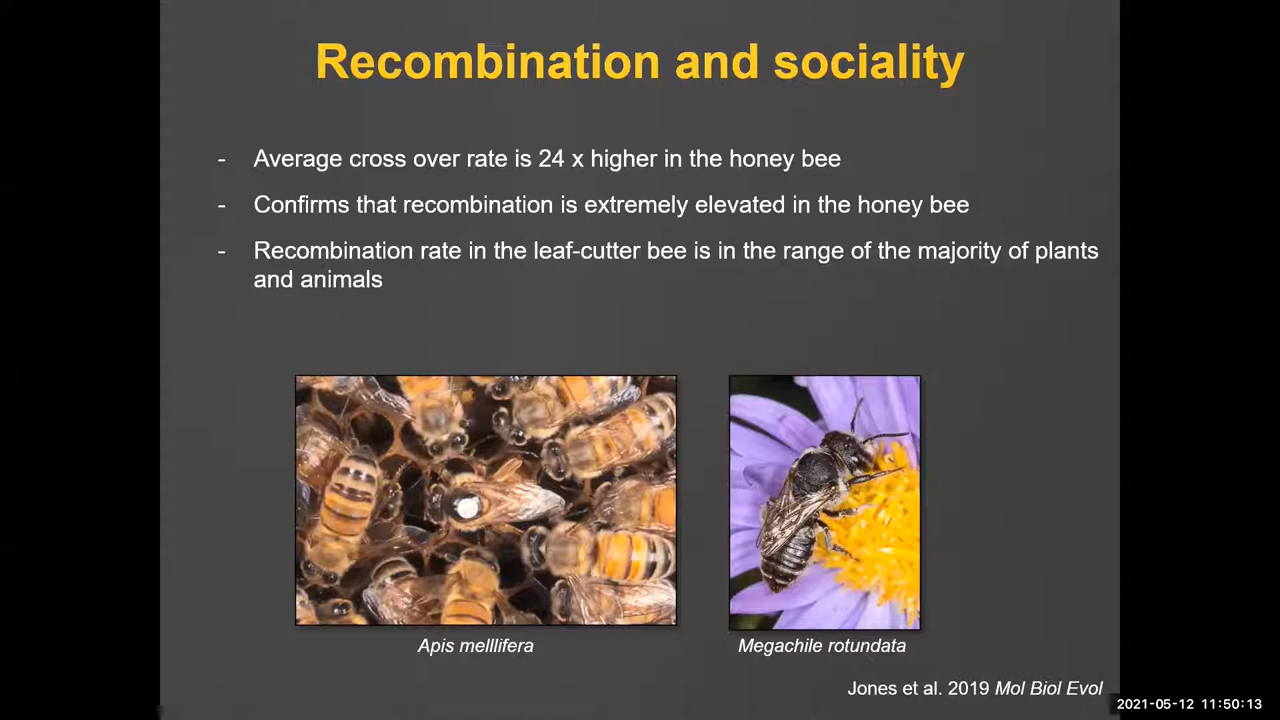 Recombination and sociality
- Average cross over rate is 24 x higher in the honey bee
- Confirms that recombination is extremely elevated in the honey bee
- Recombination rate in the leaf-cutter bee is in the range of the majority of plants
and animals
Apis melllifera
Megachile rotundata
Jones et al. 2019 Mol Biol Evol
2021-05-12 11:50:13